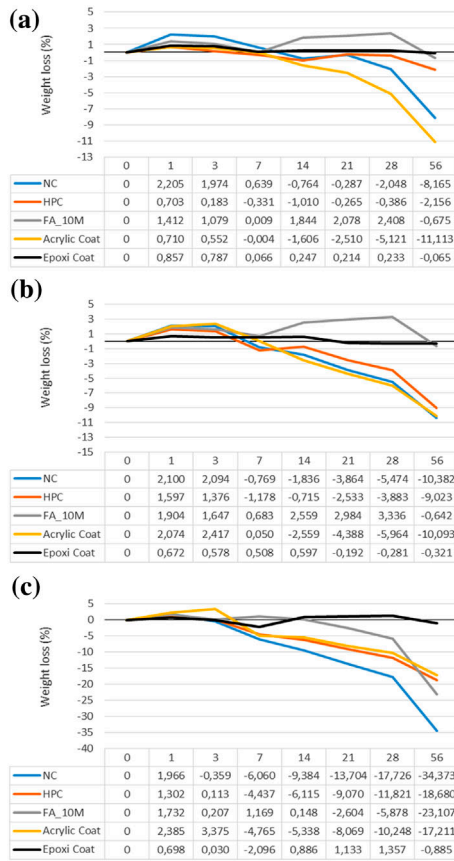 (a)
Weight loss (%)
5
3
1
-1
-3
-5
-7
-9
-11
-13
0 1 3 7 14 21 28 56
NC 0 2,205 1,974 0,639 -0,764 -0,287 -2,048 -8,165
HPC 0 0,703 0,183 -0,331 -1,010 -0,265 -0,386 -2,156
FA_10M 0 1,412 1,079 0,009 1,844 2,078 2,408 -0,675
Acrylic Coat 0 0,710 0,552 -0,004 -1,606 -2,510 -5,121 -11,113
Epoxi Coat 0 0,857 0,787 0,066 0,247 0,214 0,233 -0,065
(b)
Weight loss (%)
5
3
1
-1
-3
-5
-7
-9
-11
-13
-15
0 1 3 7 14 21 28 56
NC 0 2,100 2,094 -0,769 -1,836 -3,864 -5,474 -10,382
HPC 0 1,597 1,376 -1,178 -0,715 -2,533 -3,883 -9,023
FA_10M 0 1,904 1,647 0,683 2,559 2,984 3,336 -0,642
Acrylic Coat 0 2,074 2,417 0,050 -2,559 -4,388 -5,964 -10,093
Epoxi Coat 0 0,672 0,578 0,508 0,597 -0,192 -0,281 -0,321
(c)
Weight loss (%)
5
0
-5
-10
-15
-20
-25
-30
-35
-40
0 1 3 7 14 21 28 56
NC 0 1,966 -0,359 -6,060 -9,384 -13,704 -17,726 -34,373
HPC 0 1,302 0,113 -4,437 -6,115 -9,070 -11,821 -18,680
FA_10M 0 1,732 0,207 1,169 0,148 -2,604 -5,878 -23,107
Acrylic Coat 0 2,385 3,375 -4,765 -5,338 -8,069 -10,248 -17,211
Epoxi Coat 0 0,698 0,030 -2,096 0,886 1,133 1,357 -0,885